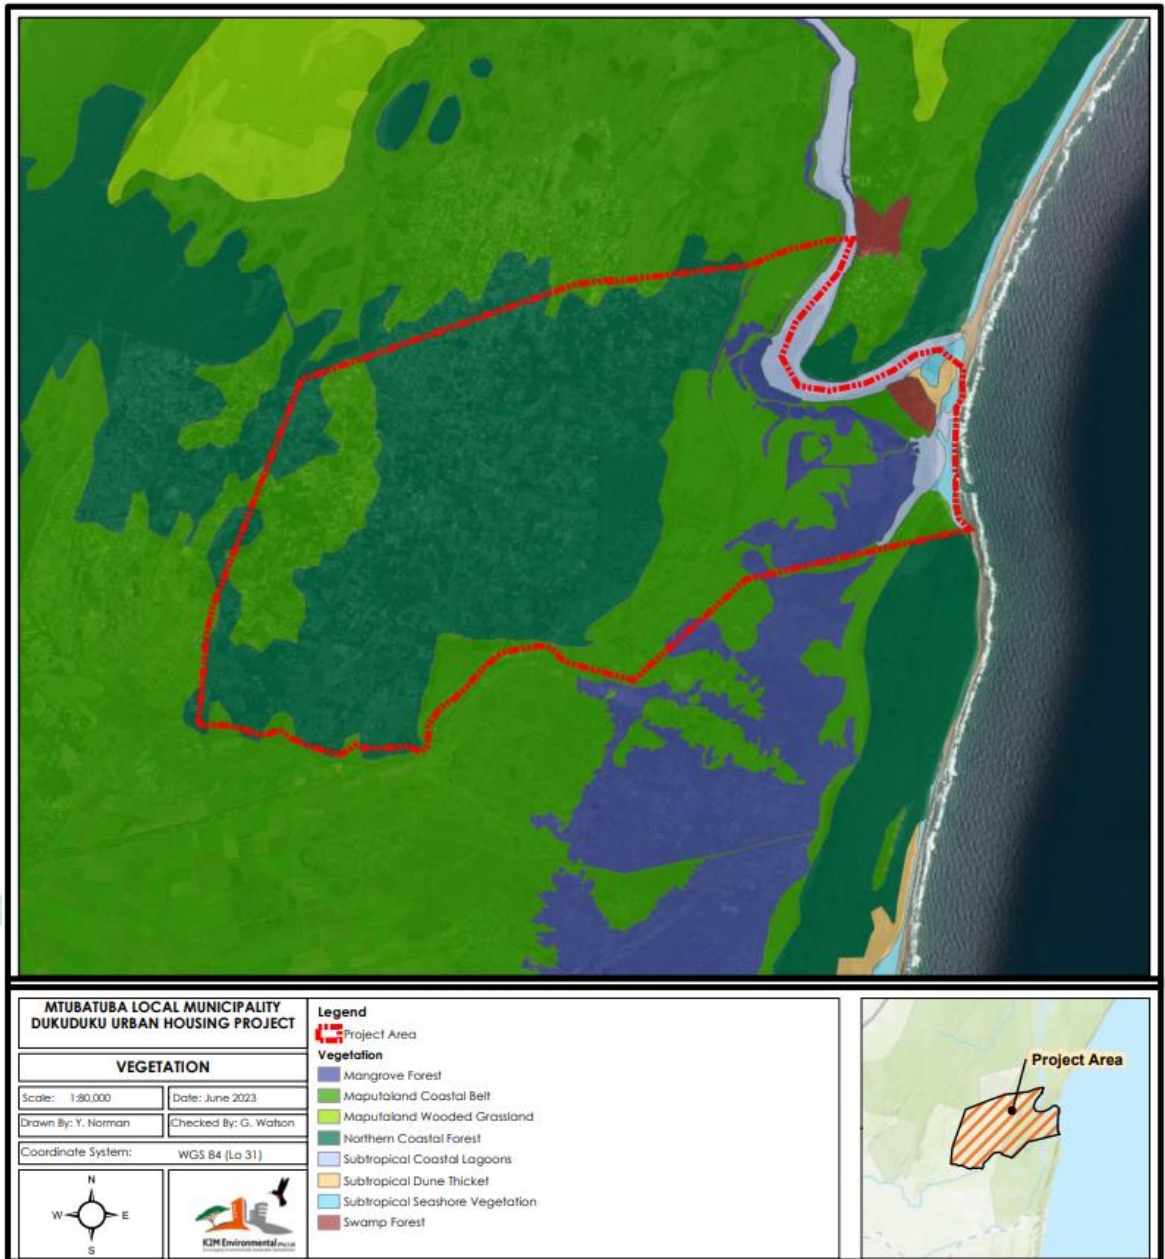 MTUBATUBA LOCAL MUNICIPALITY
DUKUDUKU URBAN HOUSING PROJECT
VEGETATION
Scale: 1:80,000
Date: June 2023
Drawn By: Y. Norman
Checked By: G. Watson
Coordinate System: WGS 84 (Lo 31)
N
W E
S
K2M Environmental (Pty) Ltd
Legend
Project Area
Vegetation
Mangrove Forest
Maputaland Coastal Belt
Maputaland Wooded Grassland
Northern Coastal Forest
Subtropical Coastal Lagoons
Subtropical Dune Thicket
Subtropical Seashore Vegetation
Swamp Forest
Project Area